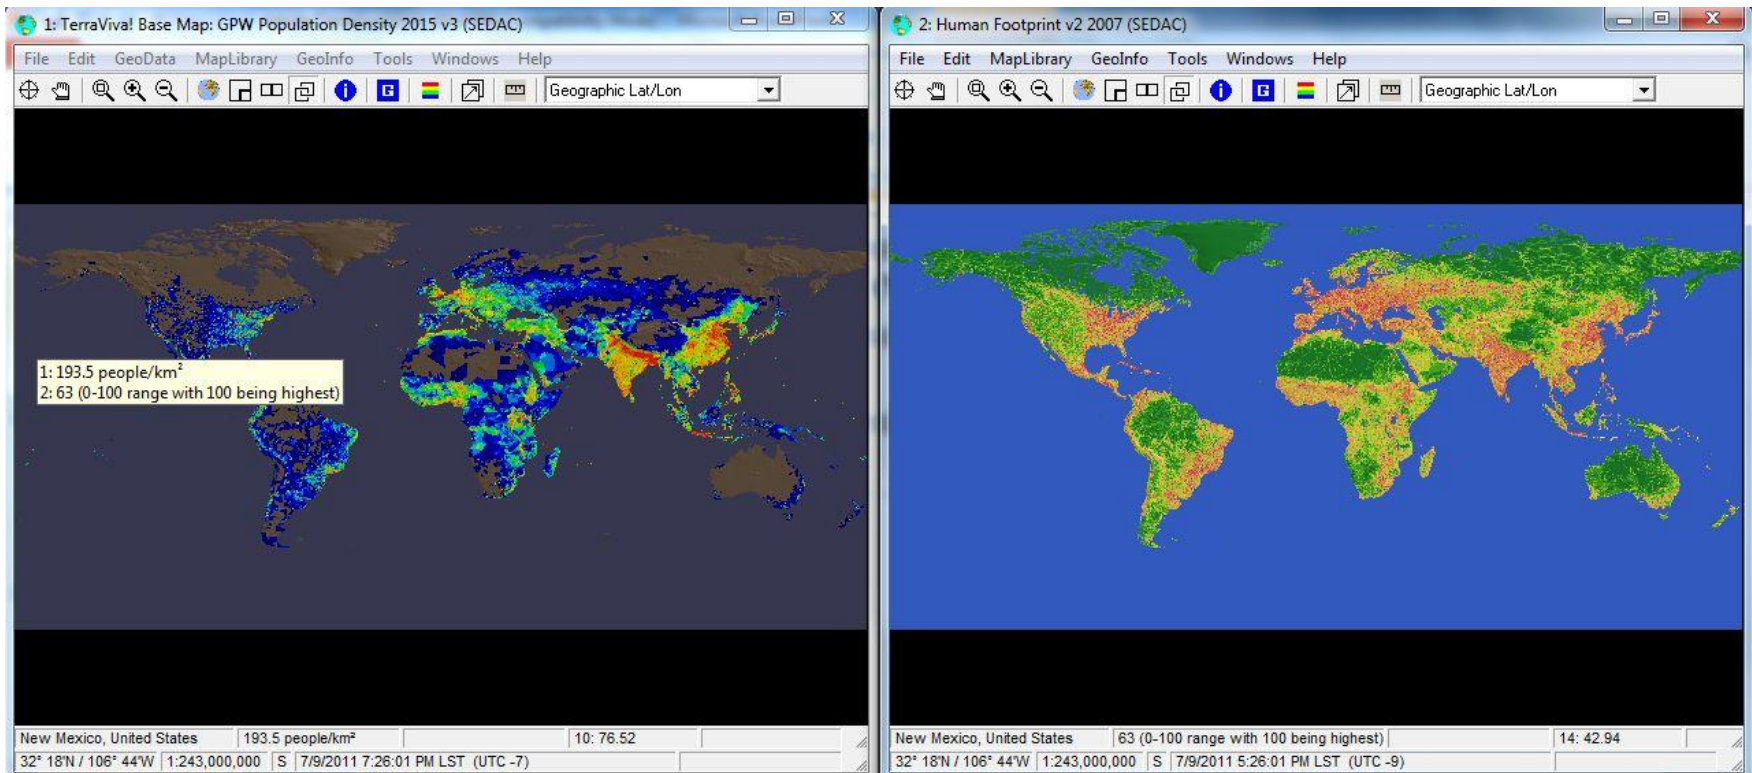 1: TerraViva! Base Map: GPW Population Density 2015 v3 (SEDAC)
File Edit GeoData MapLibrary GeoInfo Tools Windows Help
Geographic Lat/Lon
1: 193.5 people/km²
2: 63 (0-100 range with 100 being highest)
New Mexico, United States 193.5 people/km² 10: 76.52
32° 18'N / 106° 44'W 1:243,000,000 S 7/9/2011 7:26:01 PM LST (UTC -7)
2: Human Footprint v2 2007 (SEDAC)
File Edit MapLibrary GeoInfo Tools Windows Help
Geographic Lat/Lon
New Mexico, United States 63 (0-100 range with 100 being highest) 14: 42.94
32° 18'N / 106° 44'W 1:243,000,000 S 7/9/2011 5:26:01 PM LST (UTC -9)